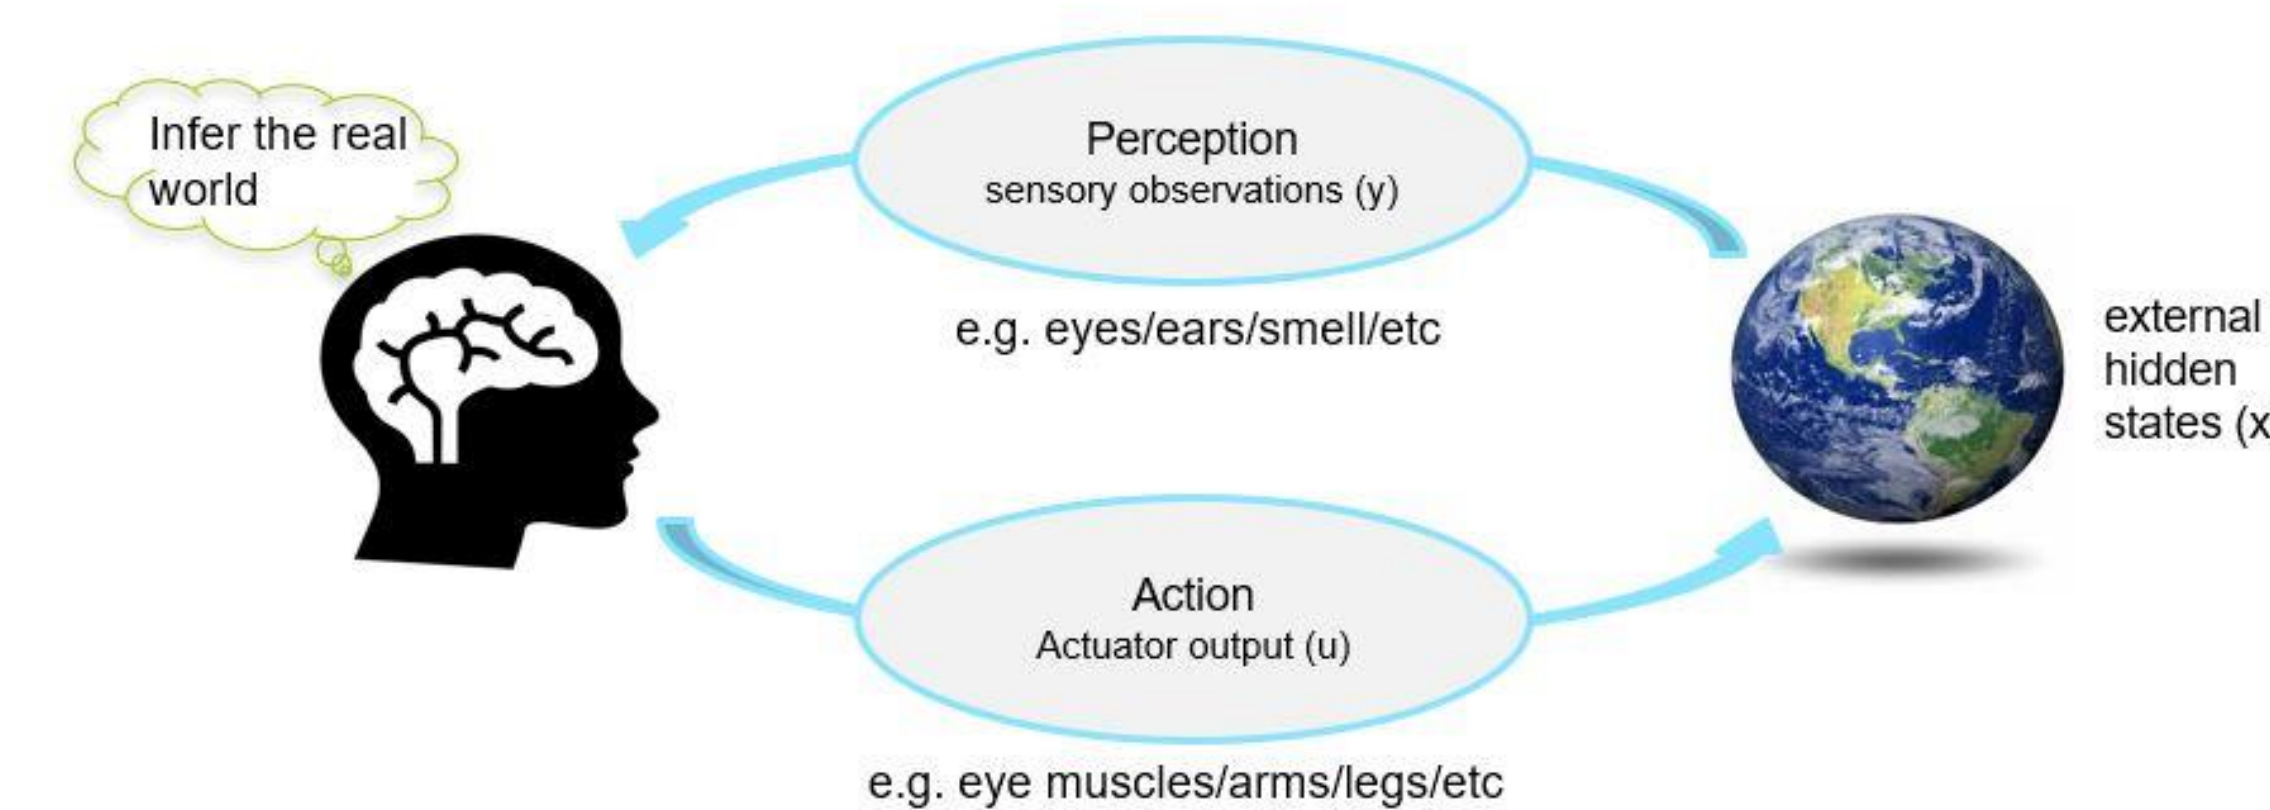 Infer the real
world
Perception
sensory observations (y)
e.g. eyes/ears/smell/etc
external
hidden
states (x
Action
Actuator output (u)
e.g. eye muscles/arms/legs/etc